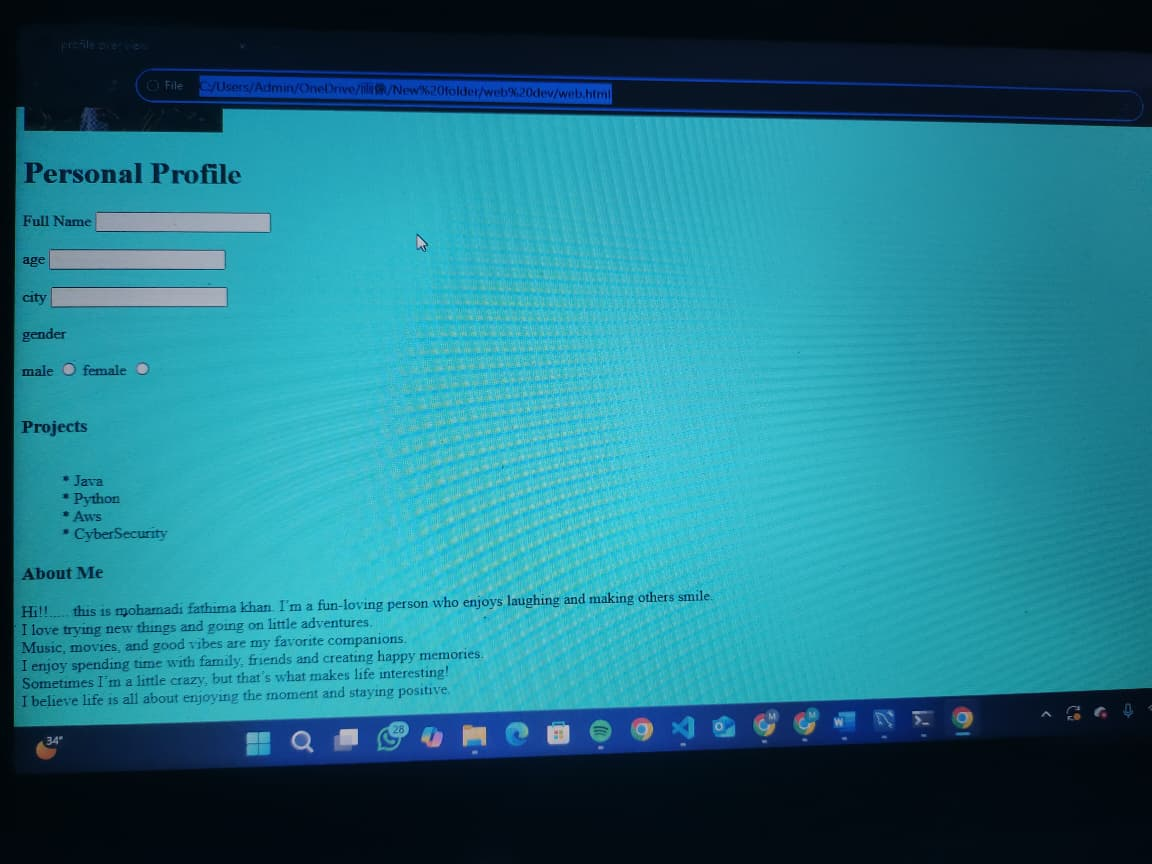 File C:/Users/Admin/OneDrive/画像/New%20folder/web%20dev/web.html
Personal Profile
Full Name
age
city
gender
male female
Projects
* Java
* Python
* Aws
* CyberSecurity
About Me
Hi!!..... this is mohamadi fathima khan. I'm a fun-loving person who enjoys laughing and making others smile.
I love trying new things and going on little adventures.
Music, movies, and good vibes are my favorite companions.
I enjoy spending time with family, friends and creating happy memories.
Sometimes I'm a little crazy, but that's what makes life interesting!
I believe life is all about enjoying the moment and staying positive.
34°
28
M
M
W